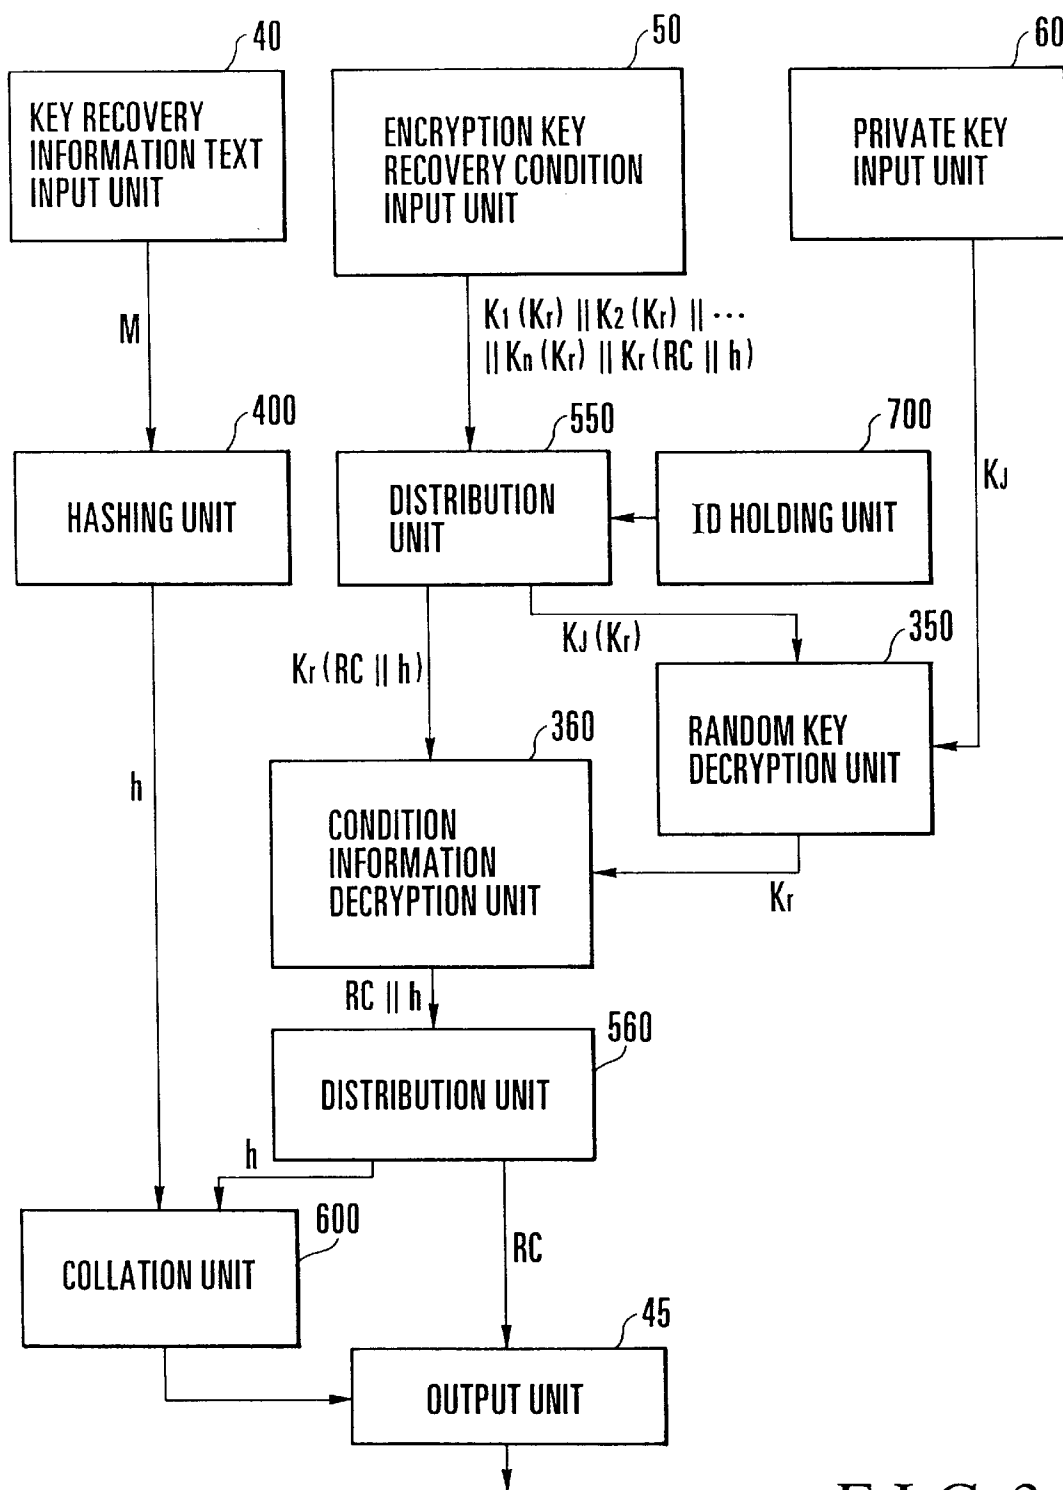 40
50
60
KEY RECOVERY
INFORMATION TEXT
INPUT UNIT
ENCRYPTION KEY
RECOVERY CONDITION
INPUT UNIT
PRIVATE KEY
INPUT UNIT
M
K1 (Kr) || K2 (Kr) || ···
|| Kn (Kr) || Kr (RC || h)
KJ
400
550
700
HASHING UNIT
DISTRIBUTION
UNIT
ID HOLDING UNIT
Kr (RC || h)
KJ (Kr)
350
RANDOM KEY
DECRYPTION UNIT
360
h
CONDITION
INFORMATION
DECRYPTION UNIT
Kr
RC || h
560
DISTRIBUTION UNIT
h
RC
600
COLLATION UNIT
45
OUTPUT UNIT